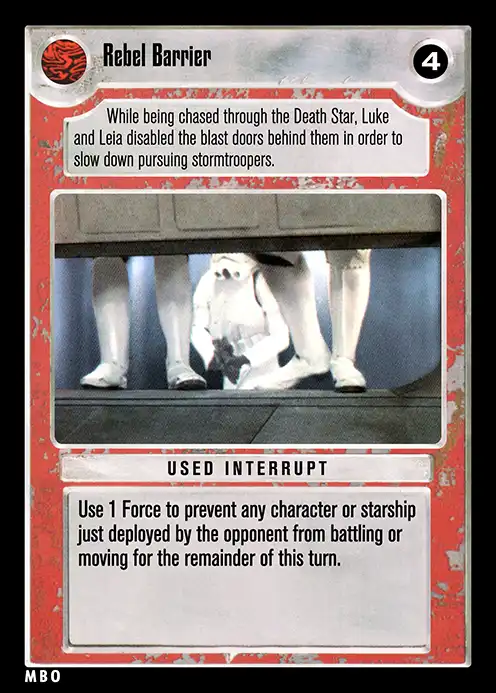 Rebel Barrier
4
While being chased through the Death Star, Luke
and Leia disabled the blast doors behind them in order to
slow down pursuing stormtroopers.
USED INTERRUPT
Use 1 Force to prevent any character or starship
just deployed by the opponent from battling or
moving for the remainder of this turn.
MBO